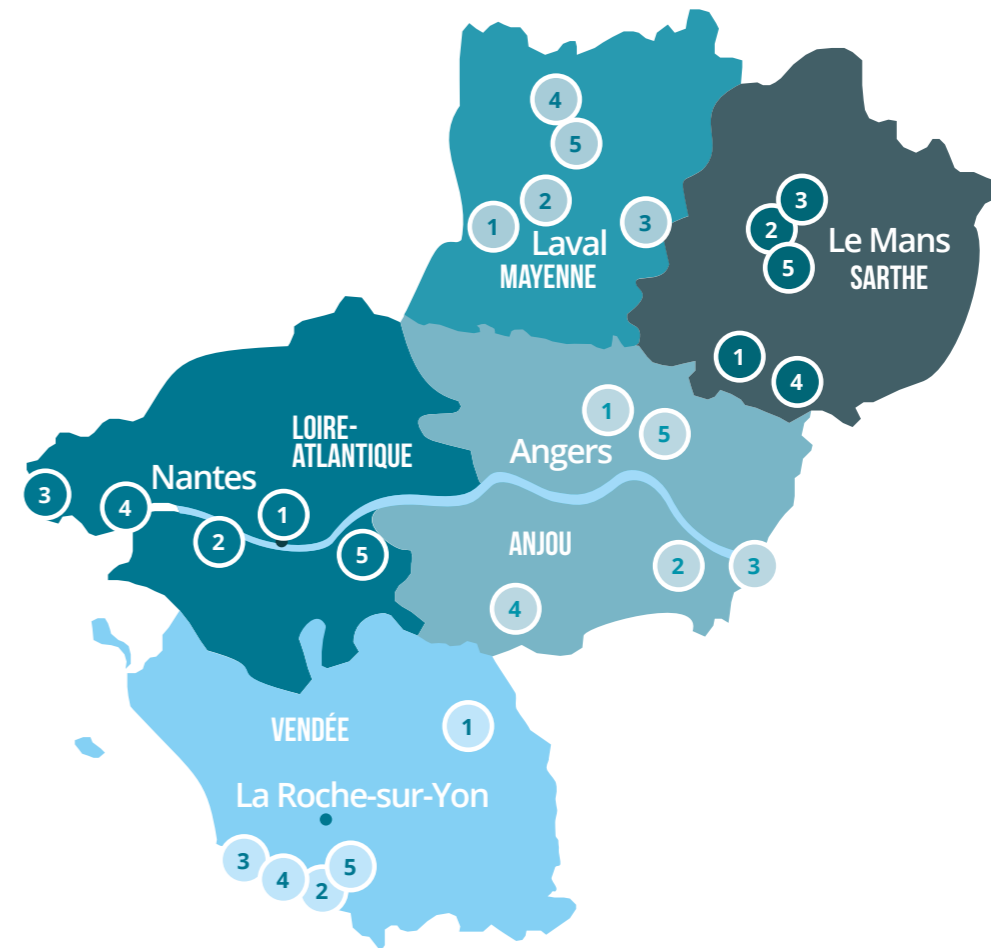 4
5
2
1
3
Laval
MAYENNE
3
2
5
Le Mans
SARTHE
1
4
LOIRE-
ATLANTIQUE
Nantes
3
4
2
1
5
1
5
Angers
ANJOU
2
3
4
VENDÉE
1
La Roche-sur-Yon
3
4
2
5